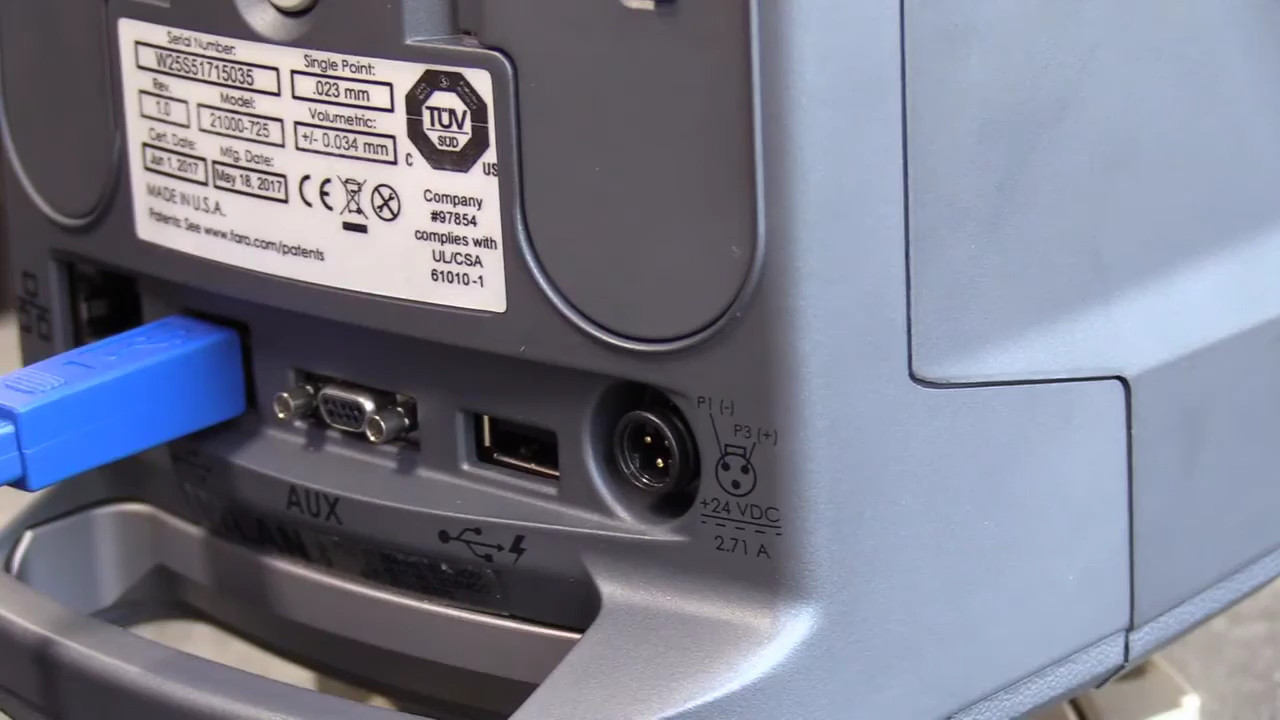 Serial Number:
W25S51715035
Rev.
1.0
Model:
21000-725
Cert. Date:
Jun 1, 2017
Mfg. Date:
May 18, 2017
MADE IN U.S.A.
Patents: See www.faro.com/patents
Single Point:
.023 mm
Volumetric:
+/- 0.034 mm
TÜV
SÜD
C US
CE
Company
#97854
complies with
UL/CSA
61010-1
P1 (-)
P3 (+)
+24 VDC
2.71 A
AUX